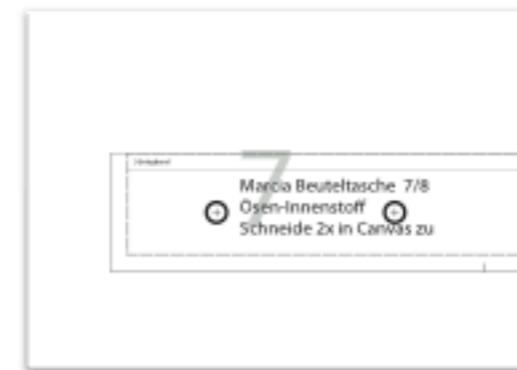 7
Marcia Beuteltasche 7/8
Ösen-Innenstoff
Schneide 2x in Canvas zu